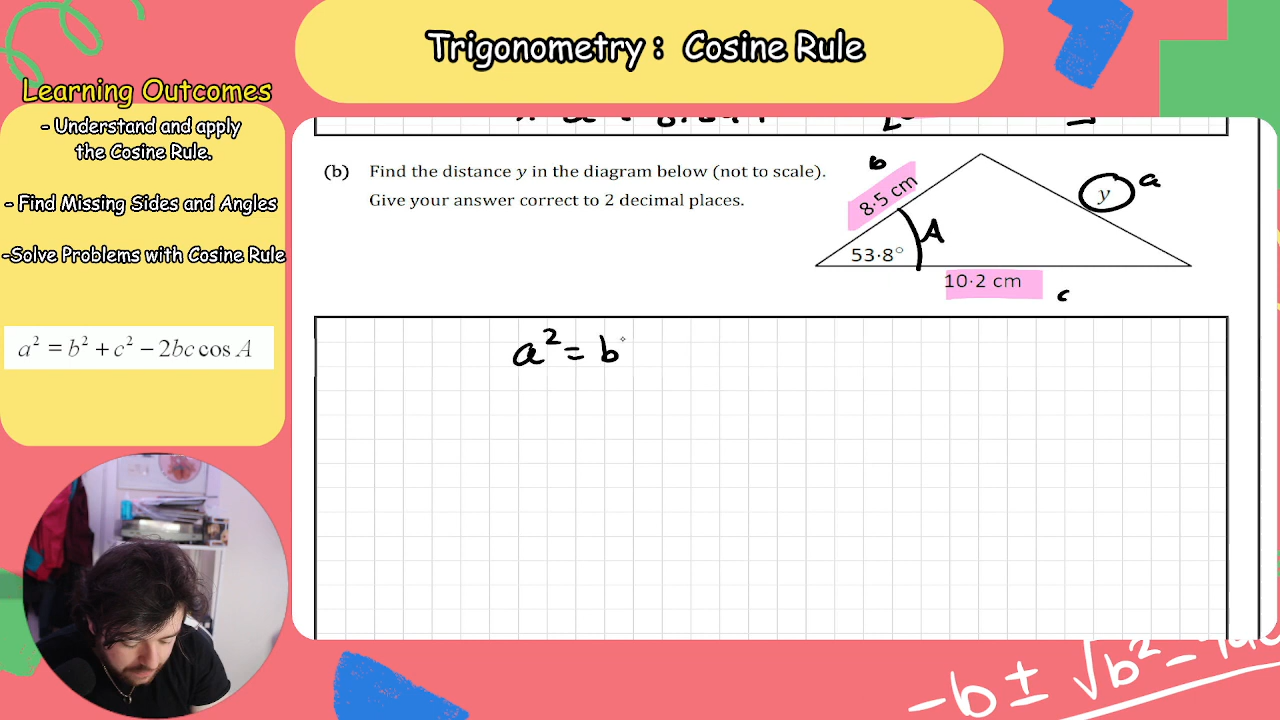 Trigonometry : Cosine Rule
Learning Outcomes
- Understand and apply
the Cosine Rule.
- Find Missing Sides and Angles
-Solve Problems with Cosine Rule
a² = b² + c² − 2bc cos A
(b) Find the distance y in the diagram below (not to scale).
Give your answer correct to 2 decimal places.
b
8·5 cm
y
a
A
53·8°
10·2 cm
c
a² = b
-b ± √b² -